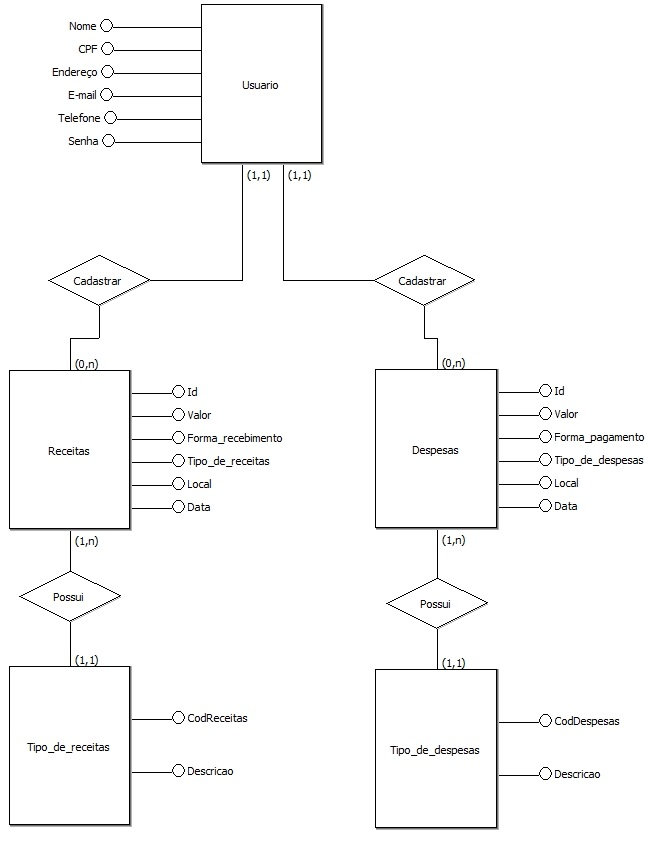 Nome
CPF
Endereço
E-mail
Telefone
Senha
Usuario
(1,1) (1,1)
Cadastrar Cadastrar
(0,n) (0,n)
Receitas
Id
Valor
Forma_recebimento
Tipo_de_receitas
Local
Data
Despesas
Id
Valor
Forma_pagamento
Tipo_de_despesas
Local
Data
(1,n) (1,n)
Possui Possui
(1,1) (1,1)
Tipo_de_receitas
CodReceitas
Descricao
Tipo_de_despesas
CodDespesas
Descricao